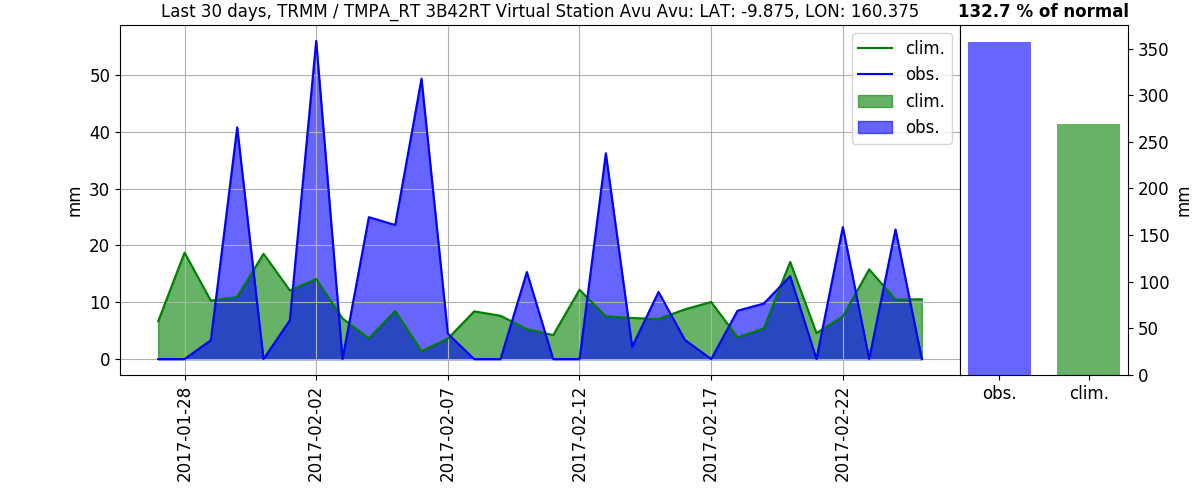 Last 30 days, TRMM / TMPA_RT 3B42RT Virtual Station Avu Avu: LAT: -9.875, LON: 160.375
132.7 % of normal
clim.
obs.
clim.
obs.
mm
50
40
30
20
10
0
2017-01-28
2017-02-02
2017-02-07
2017-02-12
2017-02-17
2017-02-22
350
300
250
200
150
100
50
0
mm
obs.
clim.